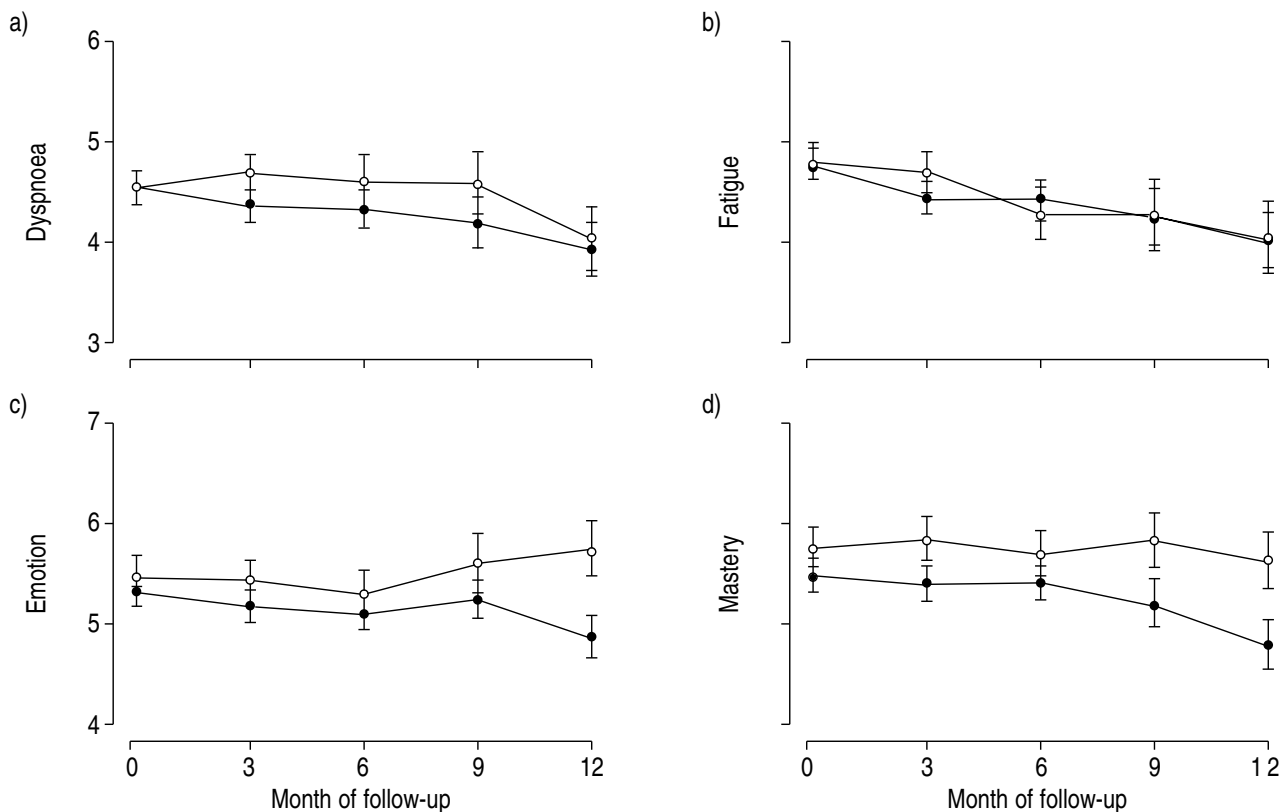 a)
6
5
4
3
Dyspnoea
b)
Fatigue
c)
7
6
5
4
Emotion
0 3 6 9 12
Month of follow-up
d)
Mastery
0 3 6 9 12
Month of follow-up